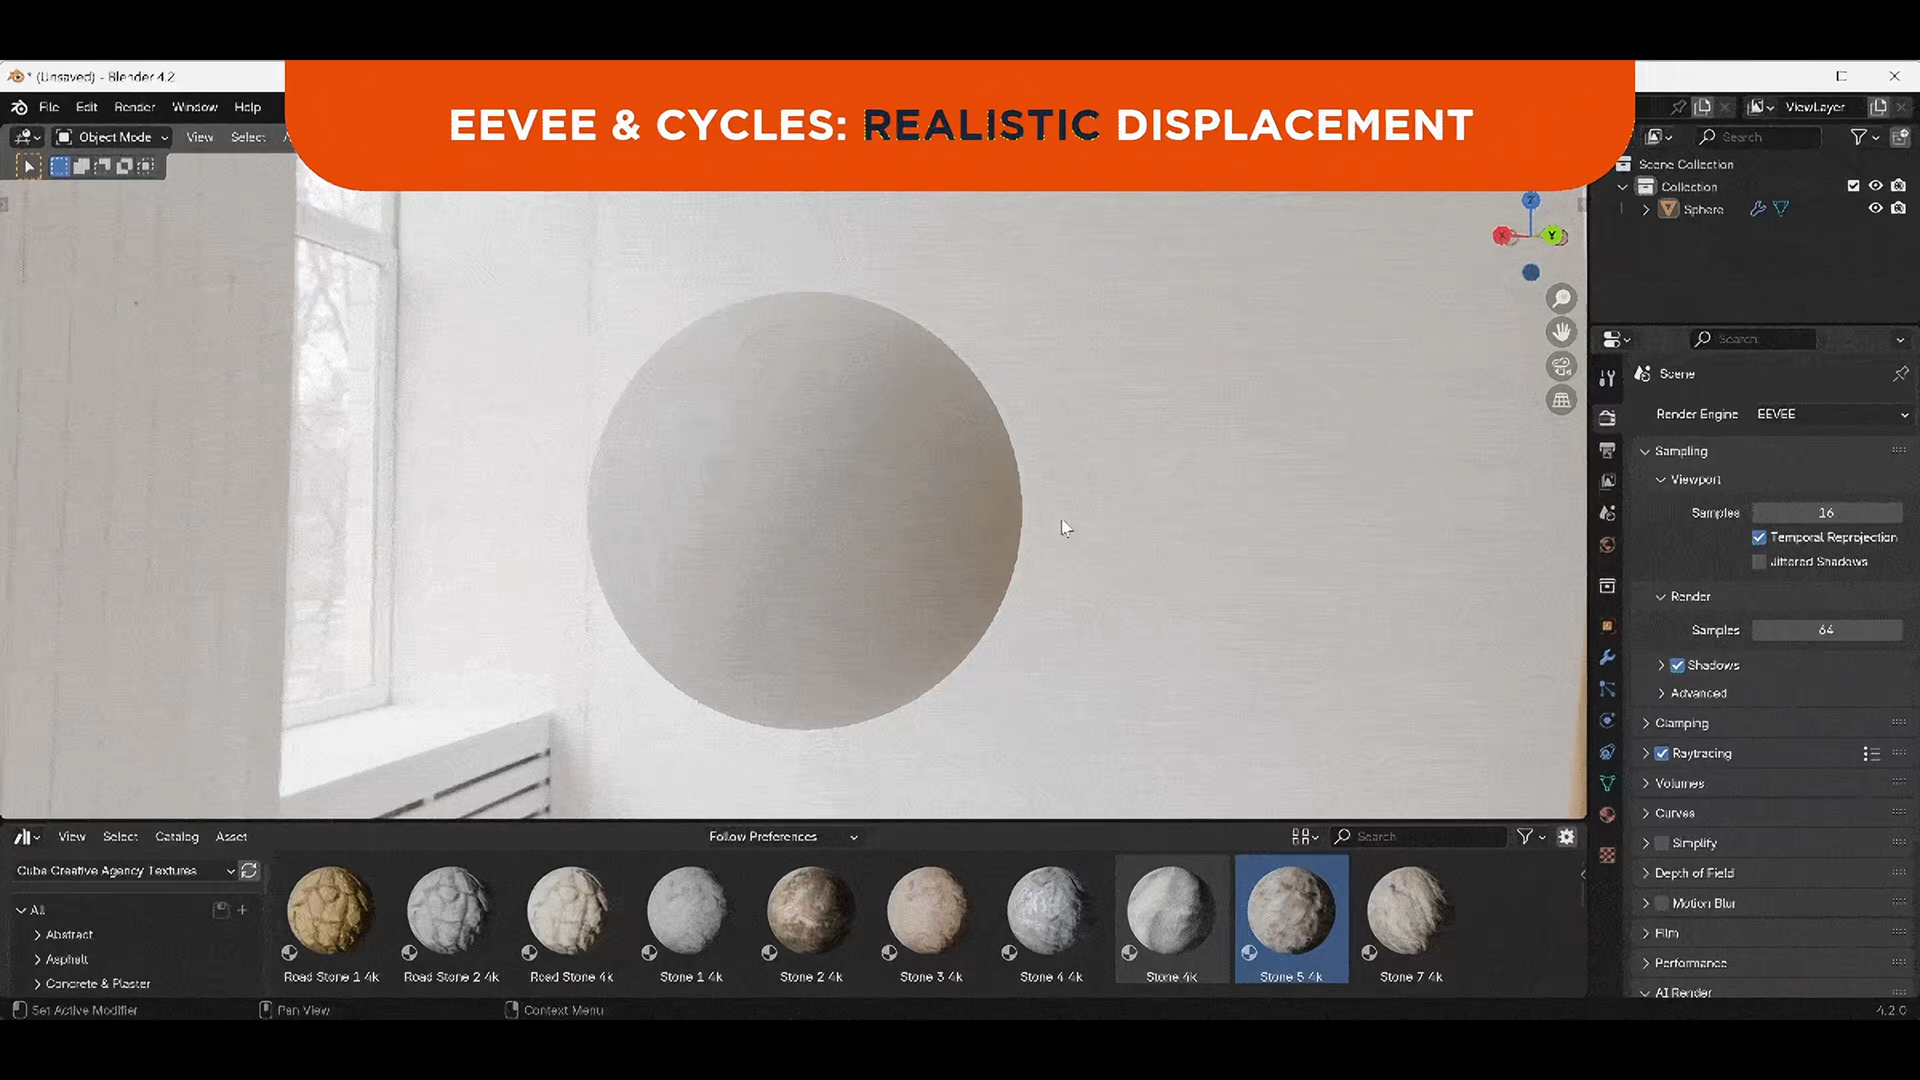 * (Unsaved) - Blender 4.2
EEVEE & CYCLES: REALISTIC DISPLACEMENT
File Edit Render Window Help
ViewLayer
Object Mode View Select
Search
Scene Collection
Collection
Sphere
Z
X
Y
Search
Scene
Render Engine EEVEE
Sampling
Viewport
Samples 16
Temporal Reprojection
Jittered Shadows
Render
Samples 64
Shadows
Advanced
Clamping
Raytracing
Volumes
Curves
Simplify
Depth of Field
Motion Blur
Film
Performance
AI Render
View Select Catalog Asset
Follow Preferences
Search
Cube Creative Agency Textures
All
Abstract
Asphalt
Concrete & Plaster
Road Stone 1 4k
Road Stone 2 4k
Road Stone 4k
Stone 1 4k
Stone 2 4k
Stone 3 4k
Stone 4 4k
Stone 4k
Stone 5 4k
Stone 7 4k
Set Active Modifier
Pan View
Context Menu
4.2.0